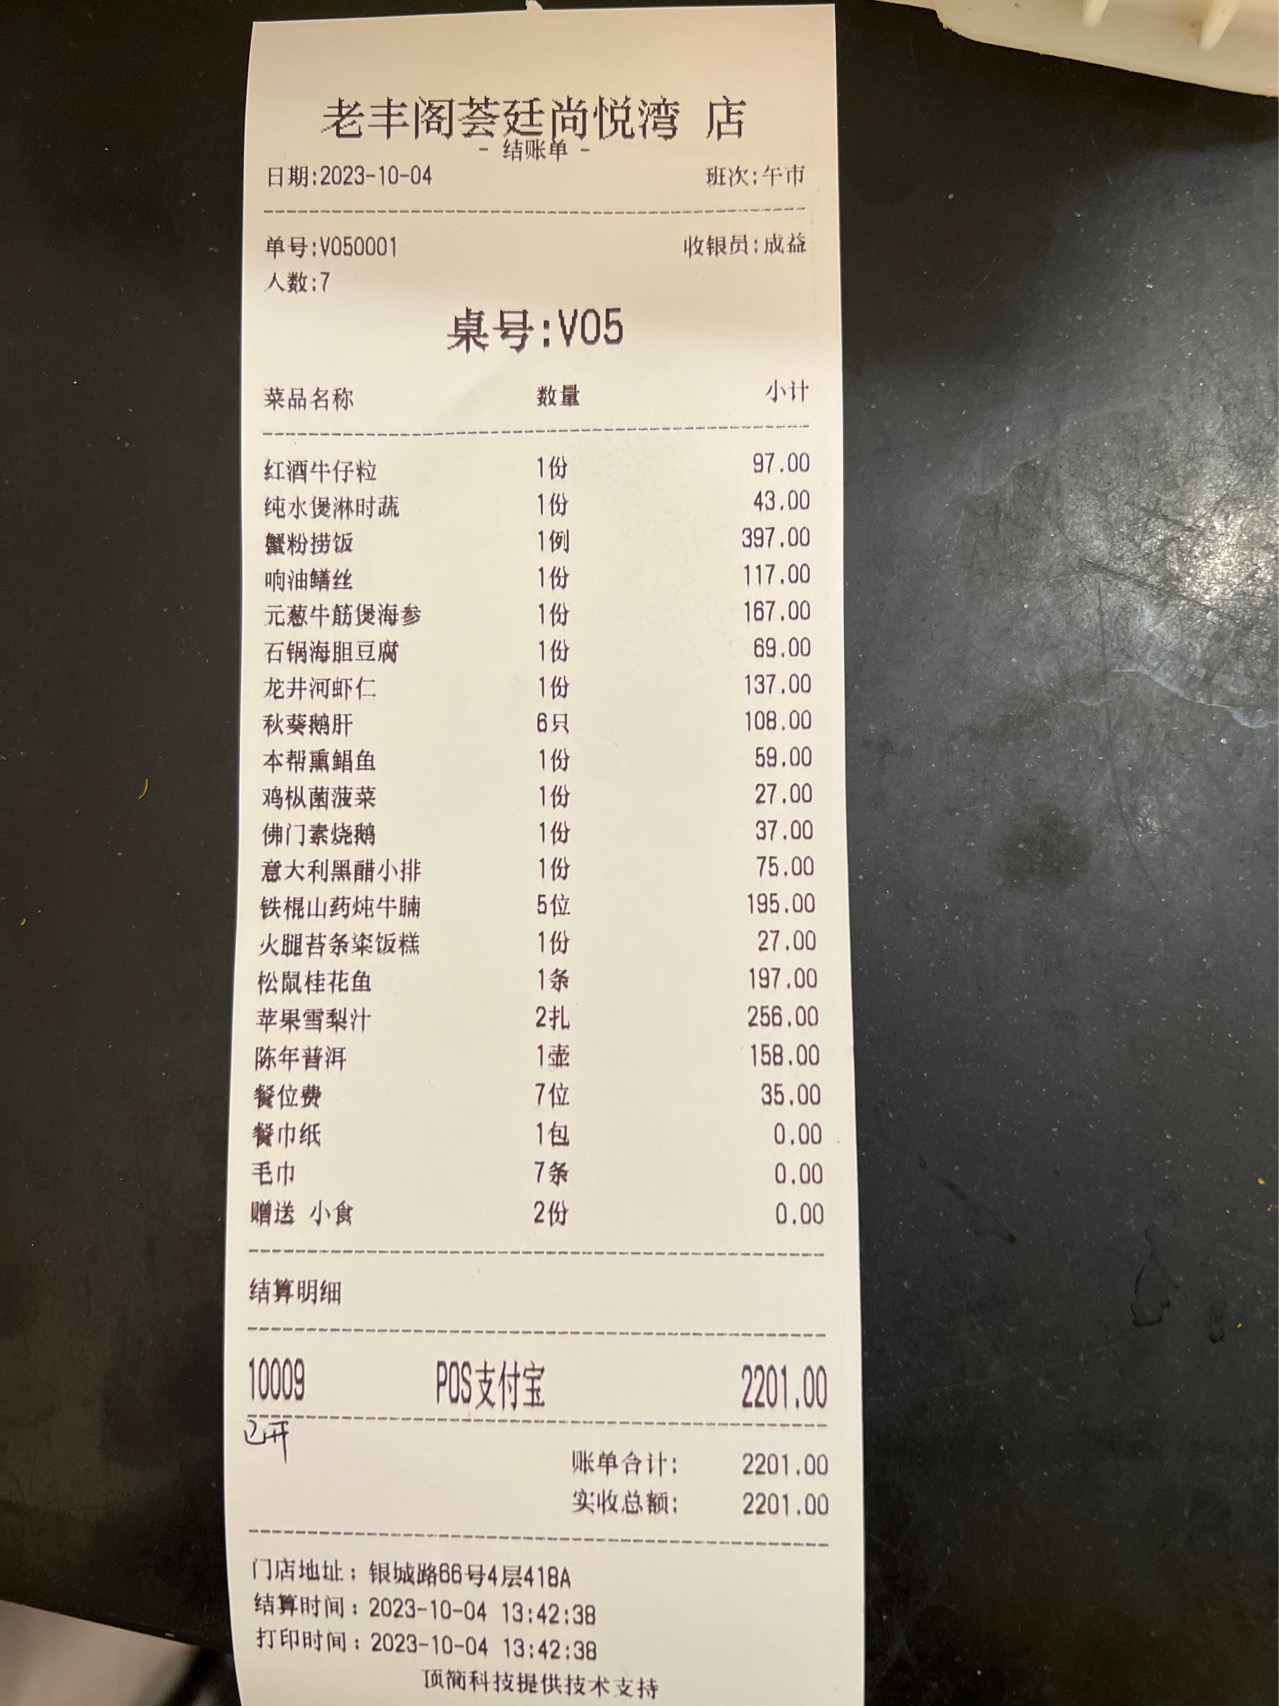 老丰阁荟廷尚悦湾 店
- 结账单 -
日期:2023-10-04 班次:午市
单号:V050001 收银员:成益
人数:7
桌号:V05
菜品名称 数量 小计
红酒牛仔粒 1份 97.00
纯水煲淋时蔬 1份 43.00
蟹粉捞饭 1例 397.00
响油鳝丝 1份 117.00
元葱牛筋煲海参 1份 167.00
石锅海胆豆腐 1份 69.00
龙井河虾仁 1份 137.00
秋葵鹅肝 6只 108.00
本帮熏鲳鱼 1份 59.00
鸡枞菌菠菜 1份 27.00
佛门素烧鹅 1份 37.00
意大利黑醋小排 1份 75.00
铁棍山药炖牛腩 5位 195.00
火腿苔条粢饭糕 1份 27.00
松鼠桂花鱼 1条 197.00
苹果雪梨汁 2扎 256.00
陈年普洱 1壶 158.00
餐位费 7位 35.00
餐巾纸 1包 0.00
毛巾 7条 0.00
赠送 小食 2份 0.00
结算明细
10009 POS支付宝 2201.00
已开
账单合计: 2201.00
实收总额: 2201.00
门店地址: 银城路66号4层418A
结算时间: 2023-10-04 13:42:38
打印时间: 2023-10-04 13:42:38
顶简科技提供技术支持